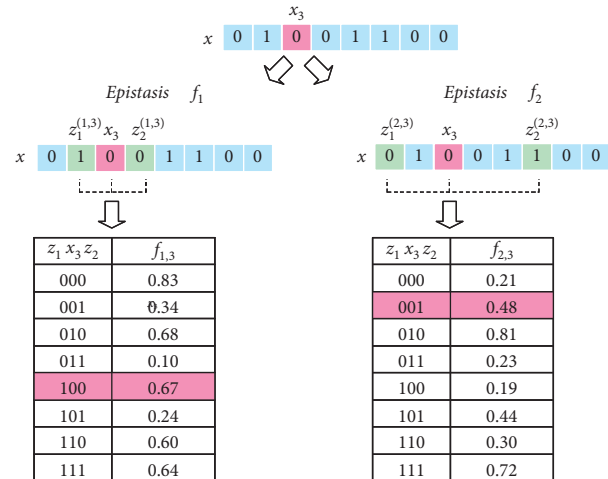 x₃
x 0 1 0 0 1 1 0 0
Epistasis f₁
z₁⁽¹,³⁾ x₃ z₂⁽¹,³⁾
x 0 1 0 0 1 1 0 0
z₁ x₃ z₂ f₁,₃
000 0.83
001 0.34
010 0.68
011 0.10
100 0.67
101 0.24
110 0.60
111 0.64
Epistasis f₂
z₁⁽²,³⁾ x₃ z₂⁽²,³⁾
x 0 1 0 0 1 1 0 0
z₁ x₃ z₂ f₂,₃
000 0.21
001 0.48
010 0.81
011 0.23
100 0.19
101 0.44
110 0.30
111 0.72